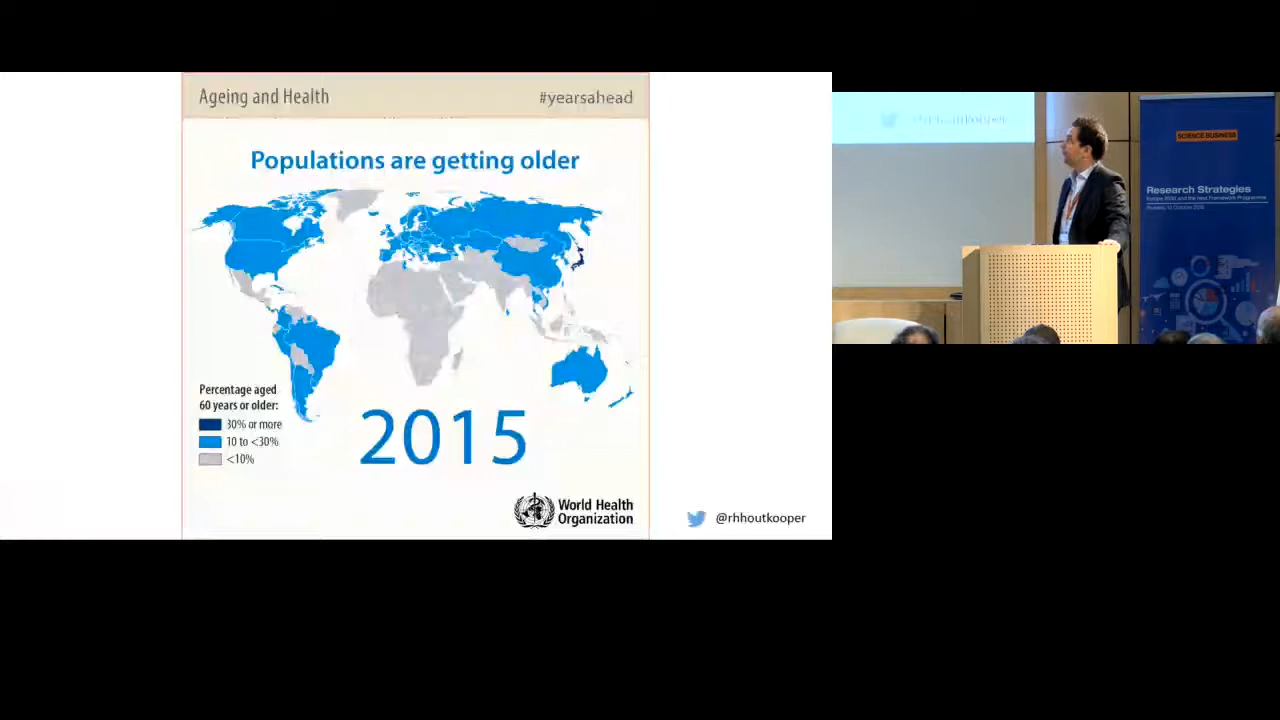 Ageing and Health
#yearsahead
Populations are getting older
Percentage aged
60 years or older:
30% or more
10 to <30%
<10%
2015
World Health
Organization
@rhhoutkooper
SCIENCE BUSINESS
Research Strategies